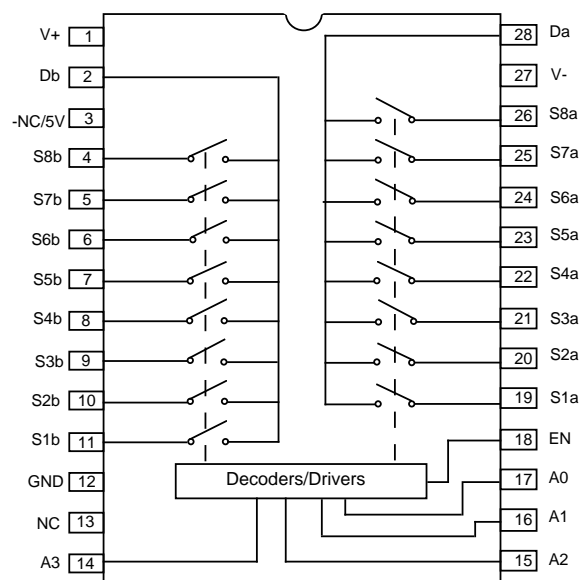 V+ 1
Db 2
-NC/5V 3
S8b 4
S7b 5
S6b 6
S5b 7
S4b 8
S3b 9
S2b 10
S1b 11
GND 12
NC 13
A3 14
28 Da
27 V-
26 S8a
25 S7a
24 S6a
23 S5a
22 S4a
21 S3a
20 S2a
19 S1a
18 EN
17 A0
16 A1
15 A2
Decoders/Drivers